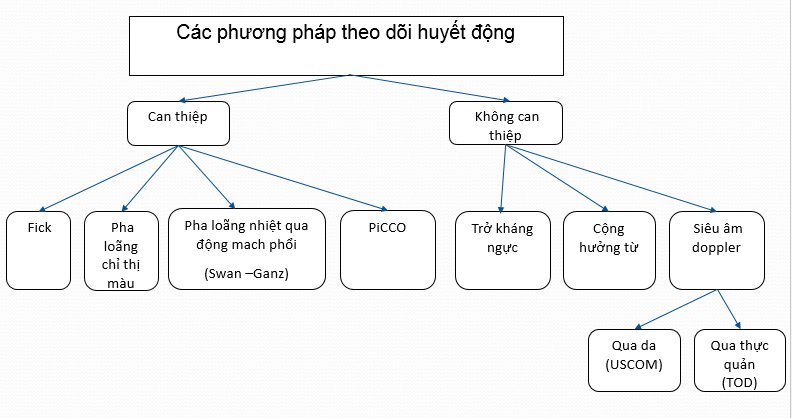 Các phương pháp theo dõi huyết động
Can thiệp
Không can
thiệp
Fick
Pha
loãng
chỉ thị
màu
Pha loãng nhiệt qua
động mach phổi
(Swan –Ganz)
PiCCO
Trở kháng
ngực
Cộng
hưởng từ
Siêu âm
doppler
Qua da
(USCOM)
Qua thực
quản
(TOD)